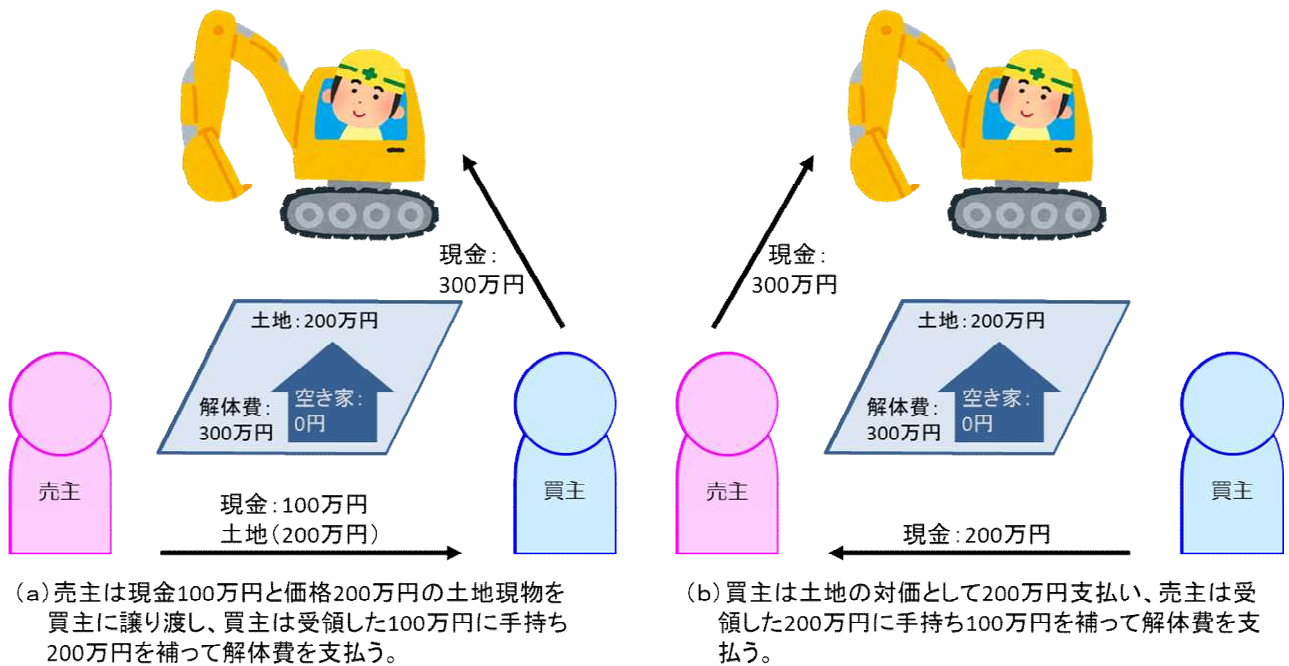 現金：
300万円
土地：200万円
解体費：
300万円
空き家：
0円
売主
買主
現金：100万円
土地（200万円）
（a）売主は現金100万円と価格200万円の土地現物を
買主に譲り渡し、買主は受領した100万円に手持ち
200万円を補って解体費を支払う。
現金：
300万円
土地：200万円
解体費：
300万円
空き家：
0円
売主
買主
現金：200万円
（b）買主は土地の対価として200万円支払い、売主は受
領した200万円に手持ち100万円を補って解体費を支
払う。